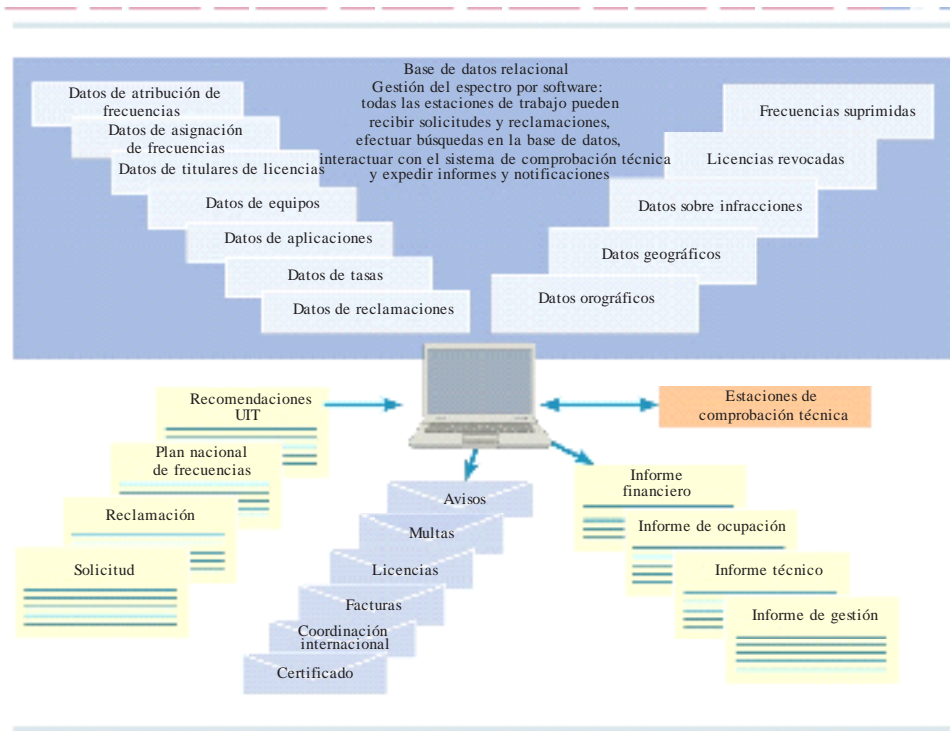 Base de datos relacional
Gestión del espectro por software:
todas las estaciones de trabajo pueden
recibir solicitudes y reclamaciones,
efectuar búsquedas en la base de datos,
interactuar con el sistema de comprobación técnica
y expedir informes y notificaciones
Datos de atribución de
frecuencias
Datos de asignación
de frecuencias
Datos de titulares de licencias
Datos de equipos
Datos de aplicaciones
Datos de tasas
Datos de reclamaciones
Frecuencias suprimidas
Licencias revocadas
Datos sobre infracciones
Datos geográficos
Datos orográficos
Recomendaciones
UIT
Plan nacional
de frecuencias
Reclamación
Solicitud
Estaciones de
comprobación técnica
Avisos
Multas
Licencias
Facturas
Coordinación
internacional
Certificado
Informe
financiero
Informe de ocupación
Informe técnico
Informe de gestión